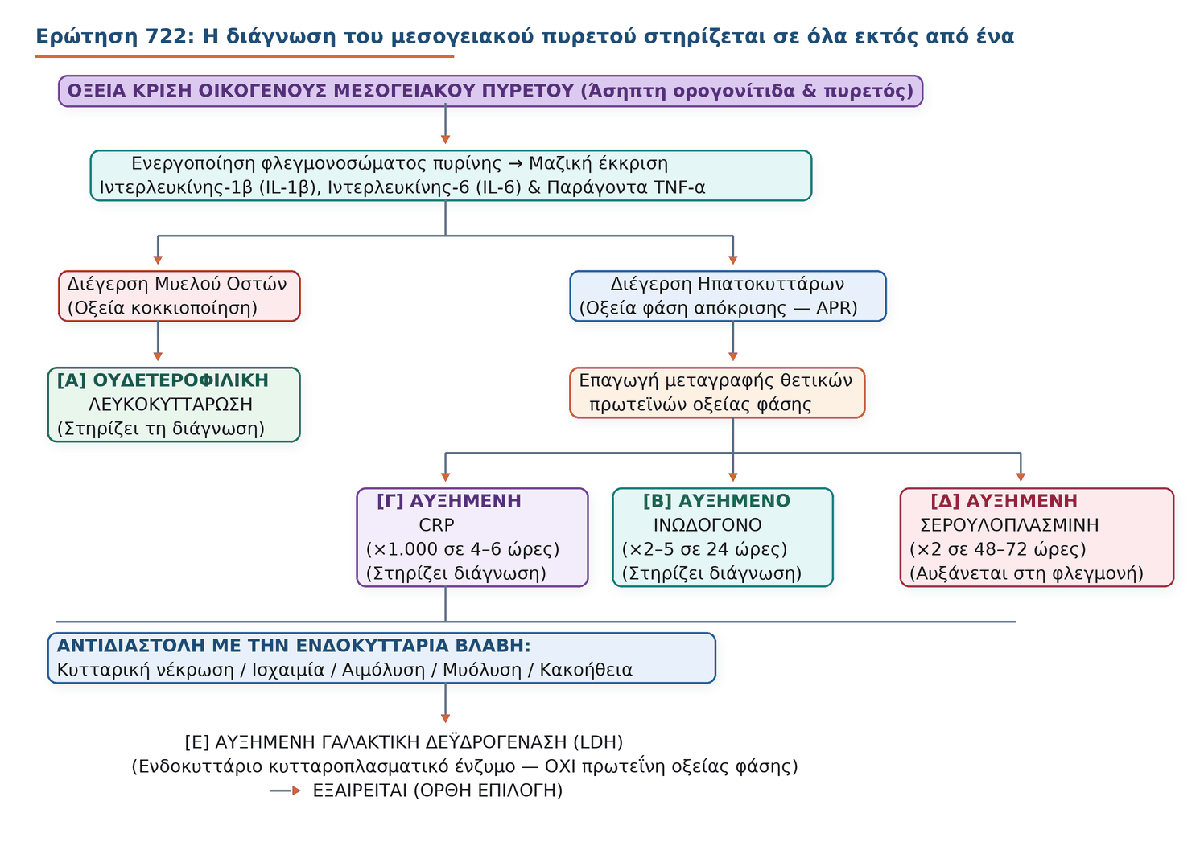 Ερώτηση 722: Η διάγνωση του μεσογειακού πυρετού στηρίζεται σε όλα εκτός από ένα
ΟΞΕΙΑ ΚΡΙΣΗ ΟΙΚΟΓΕΝΟΥΣ ΜΕΣΟΓΕΙΑΚΟΥ ΠΥΡΕΤΟΥ (Άσηπτη ορογονίτιδα & πυρετός)
Ενεργοποίηση φλεγμονοσώματος πυρίνης → Μαζική έκκριση
Ιντερλευκίνης-1β (IL-1β), Ιντερλευκίνης-6 (IL-6) & Παράγοντα TNF-α
Διέγερση Μυελού Οστών
(Οξεία κοκκιοποίηση)
Διέγερση Ηπατοκυττάρων
(Οξεία φάση απόκρισης — APR)
[Α] ΟΥΔΕΤΕΡΟΦΙΛΙΚΗ
ΛΕΥΚΟΚΥΤΤΑΡΩΣΗ
(Στηρίζει τη διάγνωση)
Επαγωγή μεταγραφής θετικών
πρωτεϊνών οξείας φάσης
[Γ] ΑΥΞΗΜΕΝΗ
CRP
(×1.000 σε 4–6 ώρες)
(Στηρίζει διάγνωση)
[Β] ΑΥΞΗΜΕΝΟ
ΙΝΩΔΟΓΟΝΟ
(×2–5 σε 24 ώρες)
(Στηρίζει διάγνωση)
[Δ] ΑΥΞΗΜΕΝΗ
ΣΕΡΟΥΛΟΠΛΑΣΜΙΝΗ
(×2 σε 48–72 ώρες)
(Αυξάνεται στη φλεγμονή)
ΑΝΤΙΔΙΑΣΤΟΛΗ ΜΕ ΤΗΝ ΕΝΔΟΚΥΤΤΑΡΙΑ ΒΛΑΒΗ:
Κυτταρική νέκρωση / Ισχαιμία / Αιμόλυση / Μυόλυση / Κακοήθεια
[Ε] ΑΥΞΗΜΕΝΗ ΓΑΛΑΚΤΙΚΗ ΔΕΫΔΡΟΓΕΝΑΣΗ (LDH)
(Ενδοκυττάριο κυτταροπλασματικό ένζυμο — ΟΧΙ πρωτεΐνη οξείας φάσης)
ΕΞΑΙΡΕΙΤΑΙ (ΟΡΘΗ ΕΠΙΛΟΓΗ)